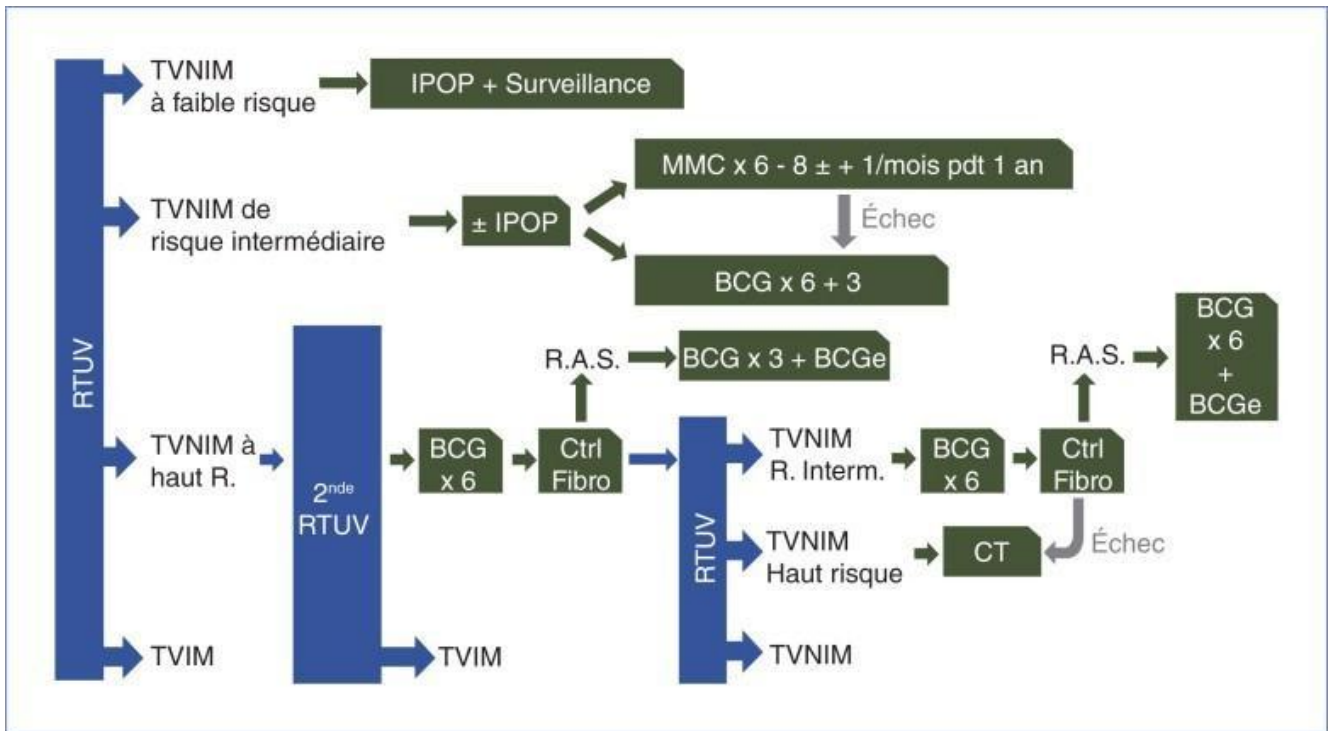 RTUV
TVNIM
à faible risque
IPOP + Surveillance
TVNIM de
risque intermédiaire
± IPOP
MMC x 6 - 8 ± + 1/mois pdt 1 an
Échec
BCG x 6 + 3
TVNIM à
haut R.
2nde
RTUV
BCG
x 6
Ctrl
Fibro
R.A.S.
BCG x 3 + BCGe
RTUV
TVNIM
R. Interm.
BCG
x 6
Ctrl
Fibro
R.A.S.
BCG
x 6
+
BCGe
Échec
TVNIM
Haut risque
CT
TVIM
TVIM
TVNIM